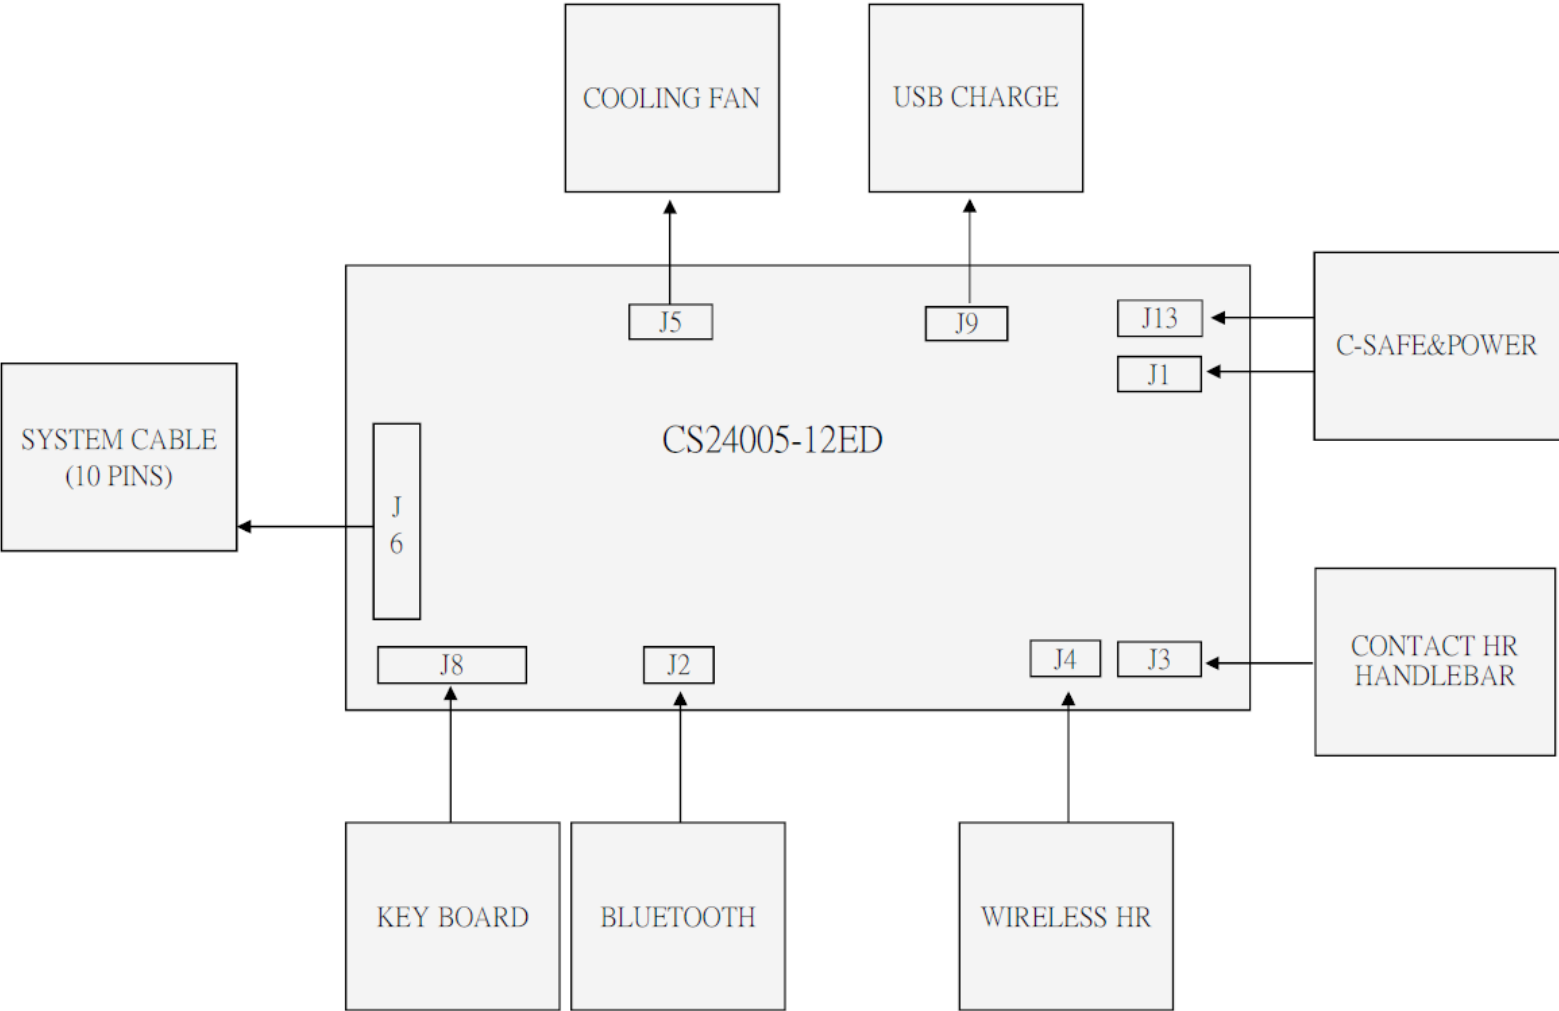 COOLING FAN
USB CHARGE
J5
J9
J13
J1
C-SAFE&POWER
SYSTEM CABLE
(10 PINS)
CS24005-12ED
J
6
J8
J2
J4
J3
CONTACT HR
HANDLEBAR
KEY BOARD
BLUETOOTH
WIRELESS HR